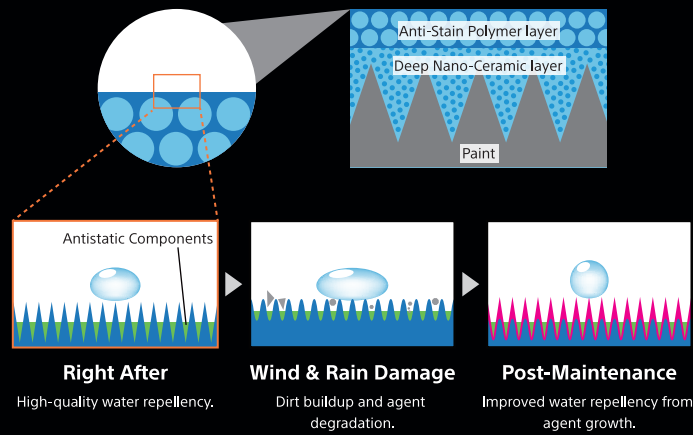 Anti-Stain Polymer layer
Deep Nano-Ceramic layer
Paint
Antistatic Components
Right After
High-quality water repellency.
Wind & Rain Damage
Dirt buildup and agent
degradation.
Post-Maintenance
Improved water repellency from
agent growth.